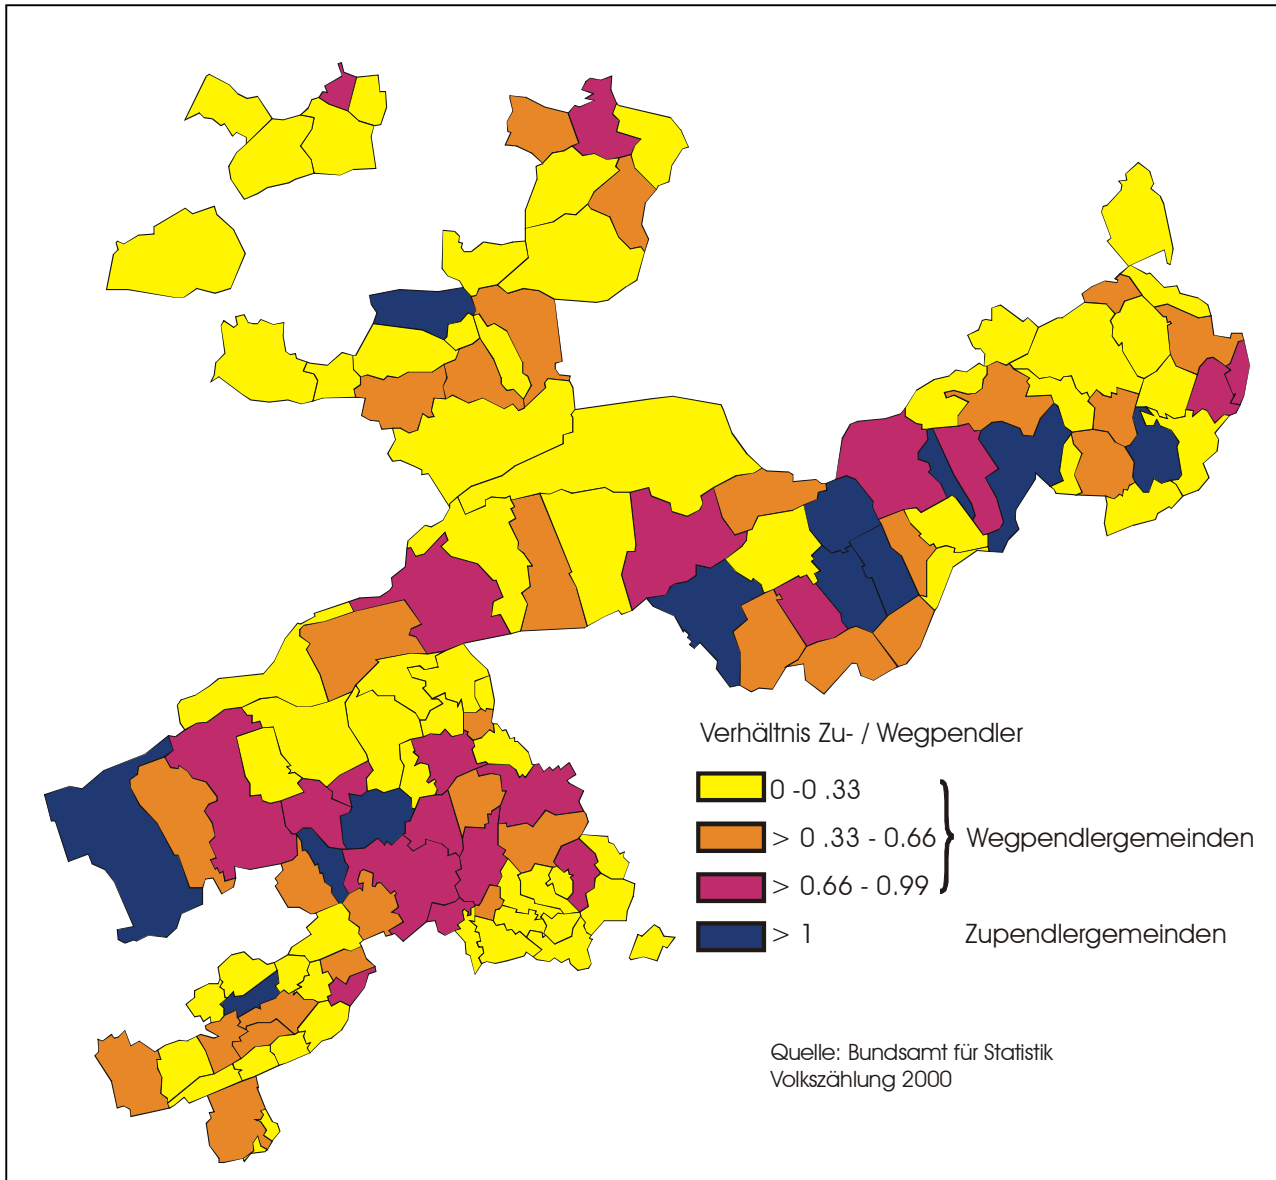 Verhältnis Zu- / Wegpendler
0 -0 .33
> 0 .33 - 0.66
Wegpendlergemeinden
> 0.66 - 0.99
> 1
Zupendlergemeinden
Quelle: Bundsamt für Statistik
Volkszählung 2000